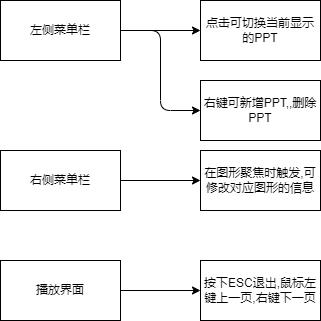 左侧菜单栏
点击可切换当前显示
的PPT
右键可新增PPT,,删除
PPT
右侧菜单栏
在图形聚焦时触发,可
修改对应图形的信息
播放界面
按下ESC退出,鼠标左
键上一页,右键下一页